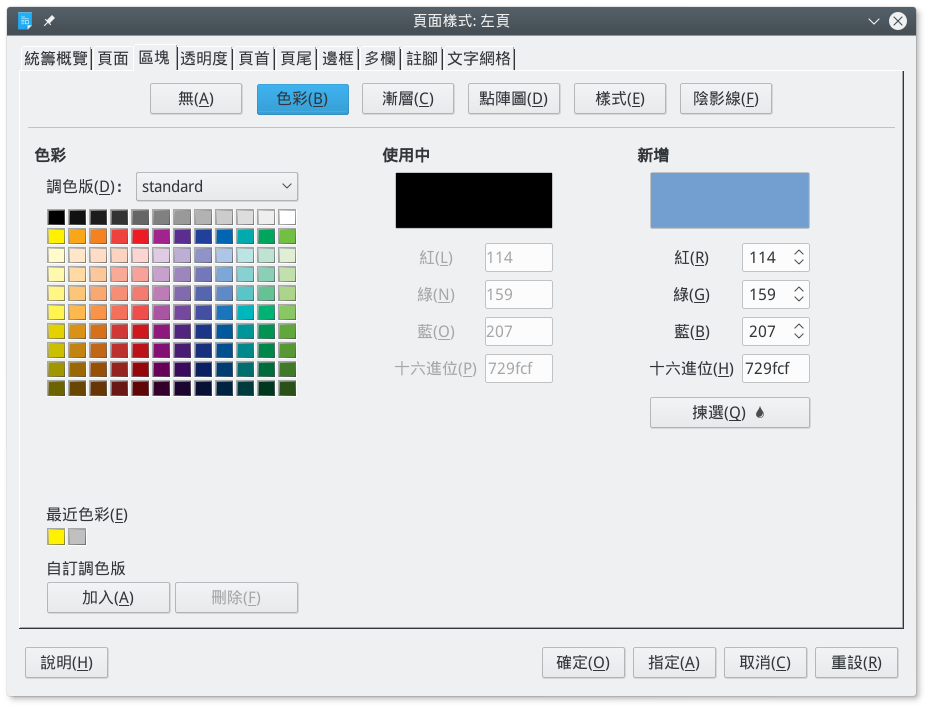 頁面樣式: 左頁
統籌概覽 頁面 區塊 透明度 頁首 頁尾 邊框 多欄 註腳 文字網格
無(A) 色彩(B) 漸層(C) 點陣圖(D) 樣式(E) 陰影線(F)
色彩 使用中 新增
調色版(D)： standard
紅(L) 114 紅(R) 114
綠(N) 159 綠(G) 159
藍(O) 207 藍(B) 207
十六進位(P) 729fcf 十六進位(H) 729fcf
揀選(Q)
最近色彩(E)
自訂調色版
加入(A) 刪除(F)
說明(H) 確定(O) 指定(A) 取消(C) 重設(R)